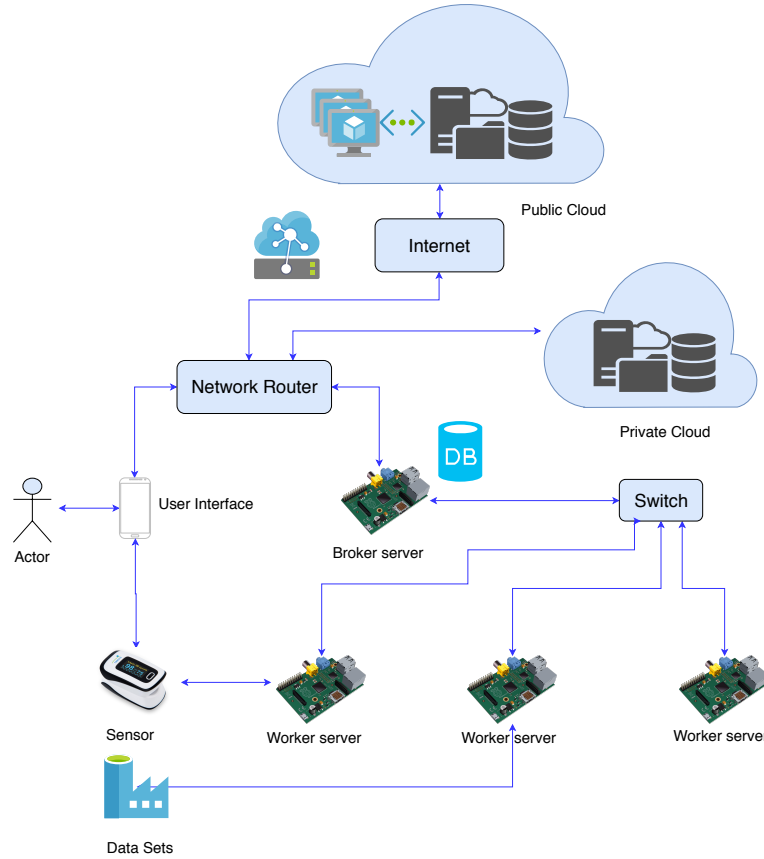 Public Cloud
Internet
Network Router
Private Cloud
DB
User Interface
Switch
Actor
Broker server
Sensor
Worker server
Worker server
Worker server
Data Sets